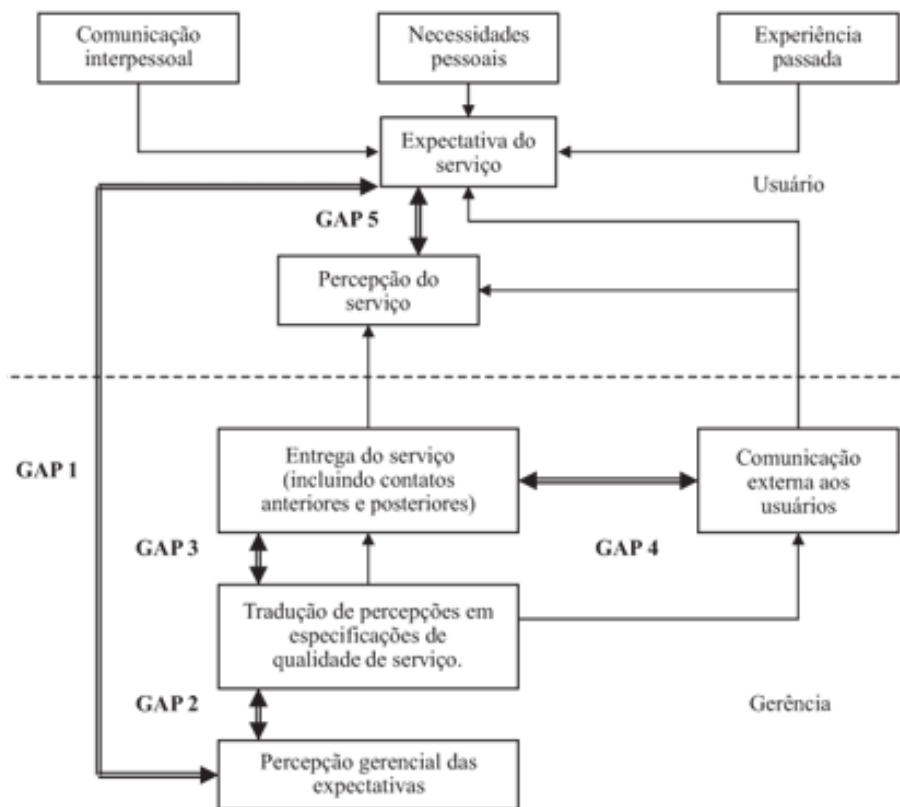 Comunicação
interpessoal
Necessidades
pessoais
Experiência
passada
Expectativa do
serviço
Usuário
GAP 5
Percepção do
serviço
GAP 1
Entrega do serviço
(incluindo contatos
anteriores e posteriores)
Comunicação
externa aos
usuários
GAP 3
GAP 4
Tradução de percepções em
especificações de
qualidade de serviço.
GAP 2
Gerência
Percepção gerencial das
expectativas